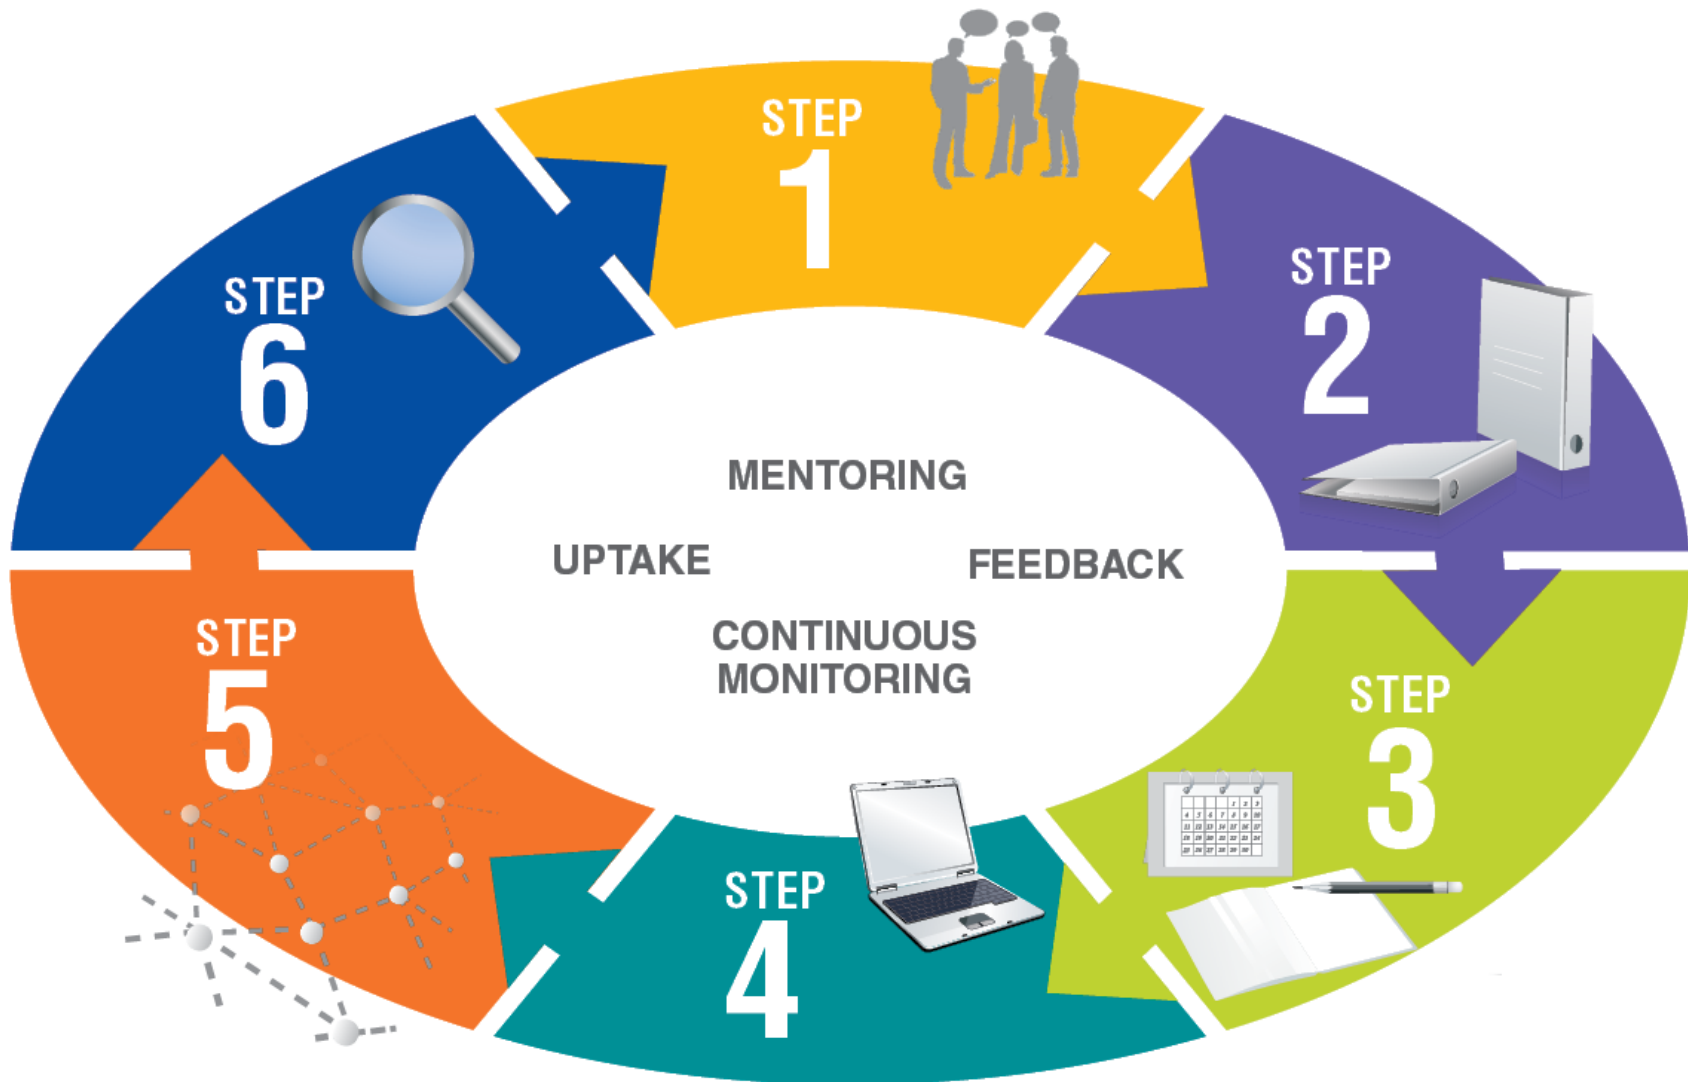 STEP
1
STEP
2
STEP
3
STEP
4
STEP
5
STEP
6
MENTORING
UPTAKE
FEEDBACK
CONTINUOUS
MONITORING